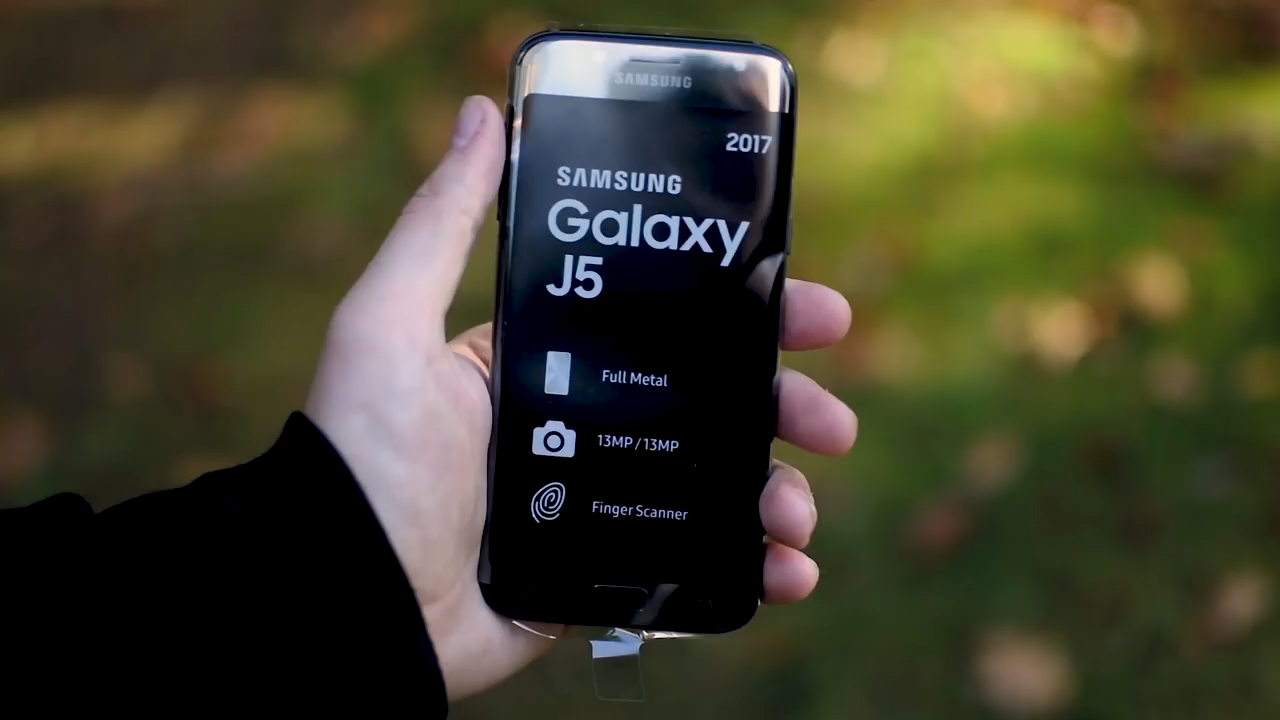 SAMSUNG
2017
SAMSUNG
Galaxy
J5
Full Metal
13MP / 13MP
Finger Scanner